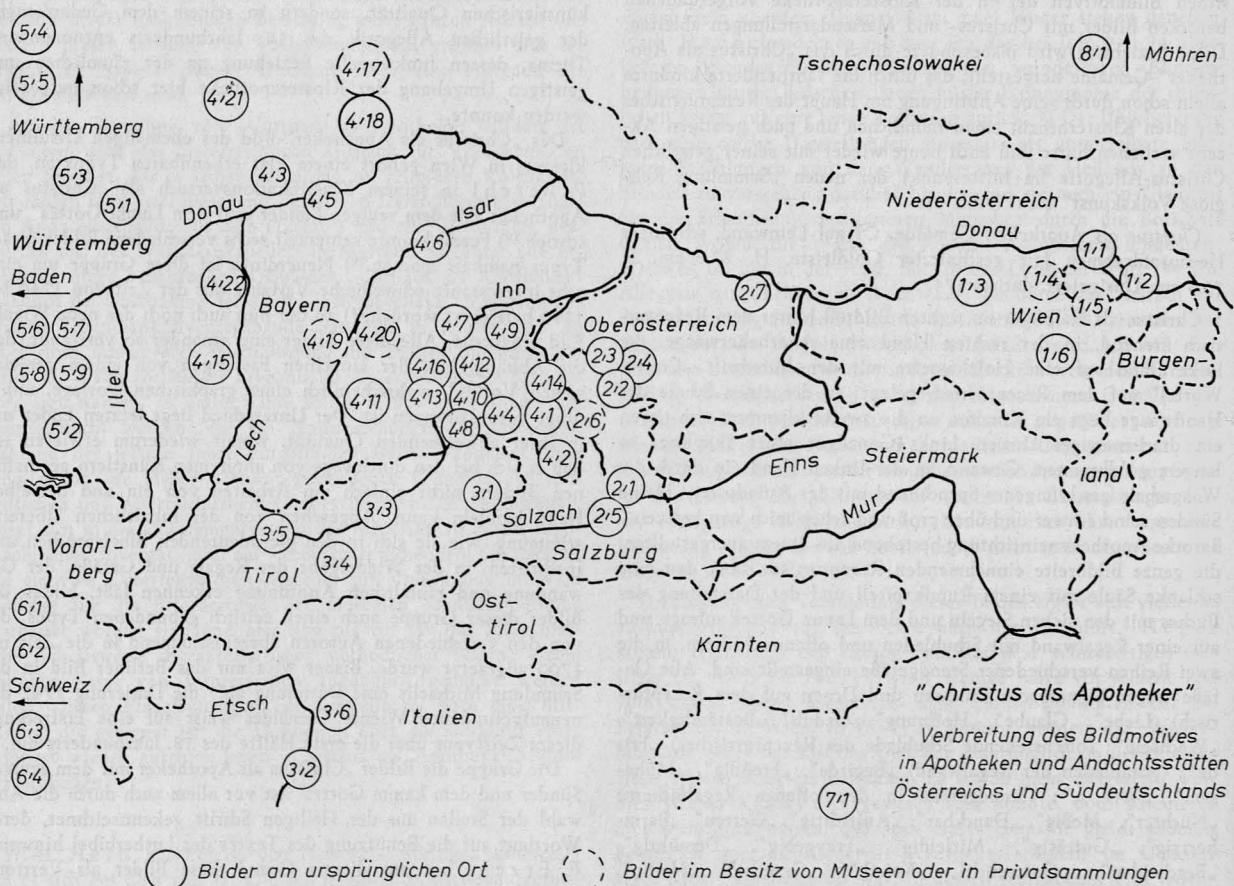 5/4
5/5
Württemberg
4/21
4/17
4/18
Tschechoslowakei
8/1 Mähren
5/3
5/1
Württemberg
Donau
4/3
4/5
Isar
4/6
Niederösterreich
Donau
1/1
1/2
1/3
1/4
1/5
Wien
1/6
Burgen-
land
Baden
5/6
5/7
5/8
5/9
5/2
Iller
4/22
4/15
Lech
Bayern
4/19
4/20
Inn
4/7
4/9
4/16
4/12
4/13
4/10
4/11
4/4
4/8
4/14
4/1
4/2
2/7
Oberösterreich
2/3
2/4
2/2
2/6
2/1
2/5
Enns
Steiermark
Mur
3/1
Salzach
Salzburg
3/3
3/5
3/4
Tirol
Vorarl-
berg
Ost-
tirol
Kärnten
6/1
6/2
Schweiz
6/3
6/4
Etsch
3/6
3/2
Italien
7/1
"Christus als Apotheker"
Verbreitung des Bildmotives
in Apotheken und Andachtsstätten
Österreichs und Süddeutschlands
Bilder am ursprünglichen Ort
Bilder im Besitz von Museen oder in Privatsammlungen